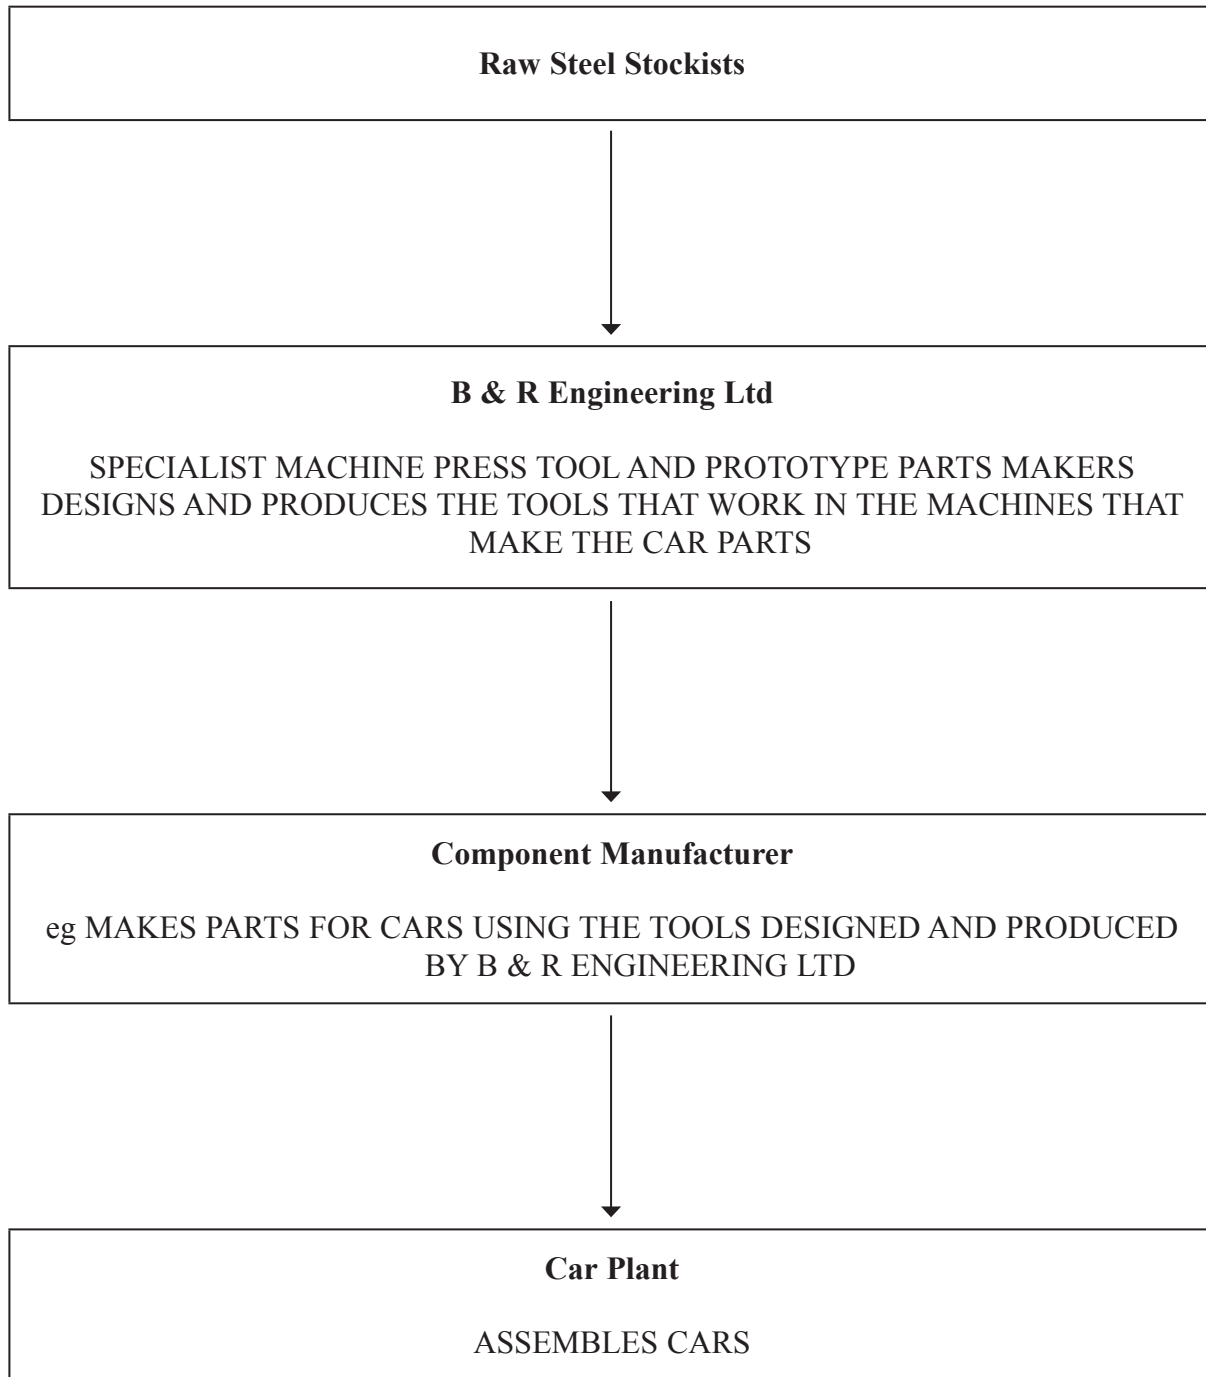 Raw Steel Stockists
B & R Engineering Ltd
SPECIALIST MACHINE PRESS TOOL AND PROTOTYPE PARTS MAKERS
DESIGNS AND PRODUCES THE TOOLS THAT WORK IN THE MACHINES THAT
MAKE THE CAR PARTS
Component Manufacturer
eg MAKES PARTS FOR CARS USING THE TOOLS DESIGNED AND PRODUCED
BY B & R ENGINEERING LTD
Car Plant
ASSEMBLES CARS